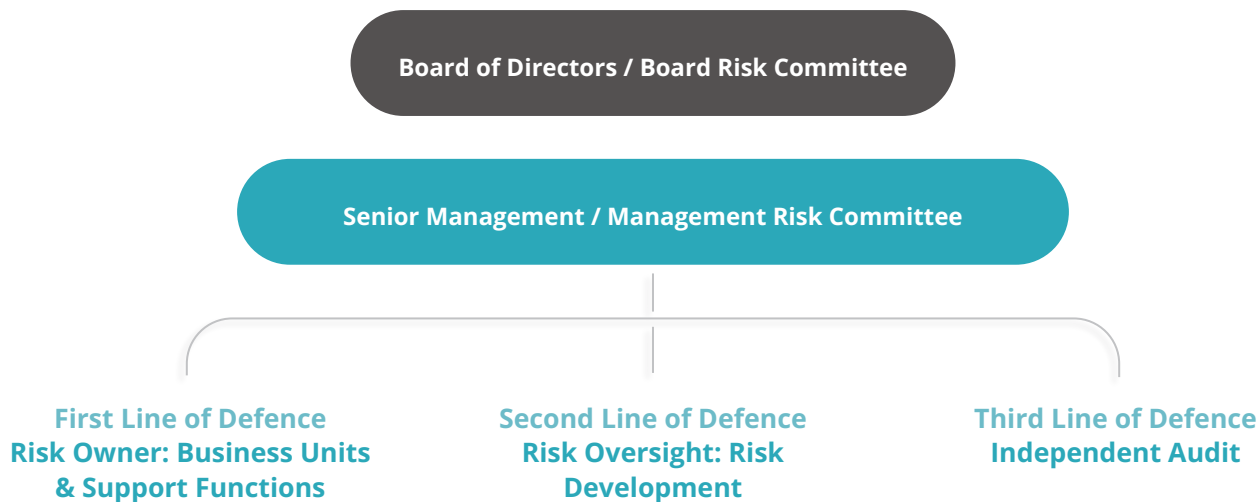 Board of Directors / Board Risk Committee
Senior Management / Management Risk Committee
First Line of Defence
Risk Owner: Business Units
& Support Functions
Second Line of Defence
Risk Oversight: Risk
Development
Third Line of Defence
Independent Audit